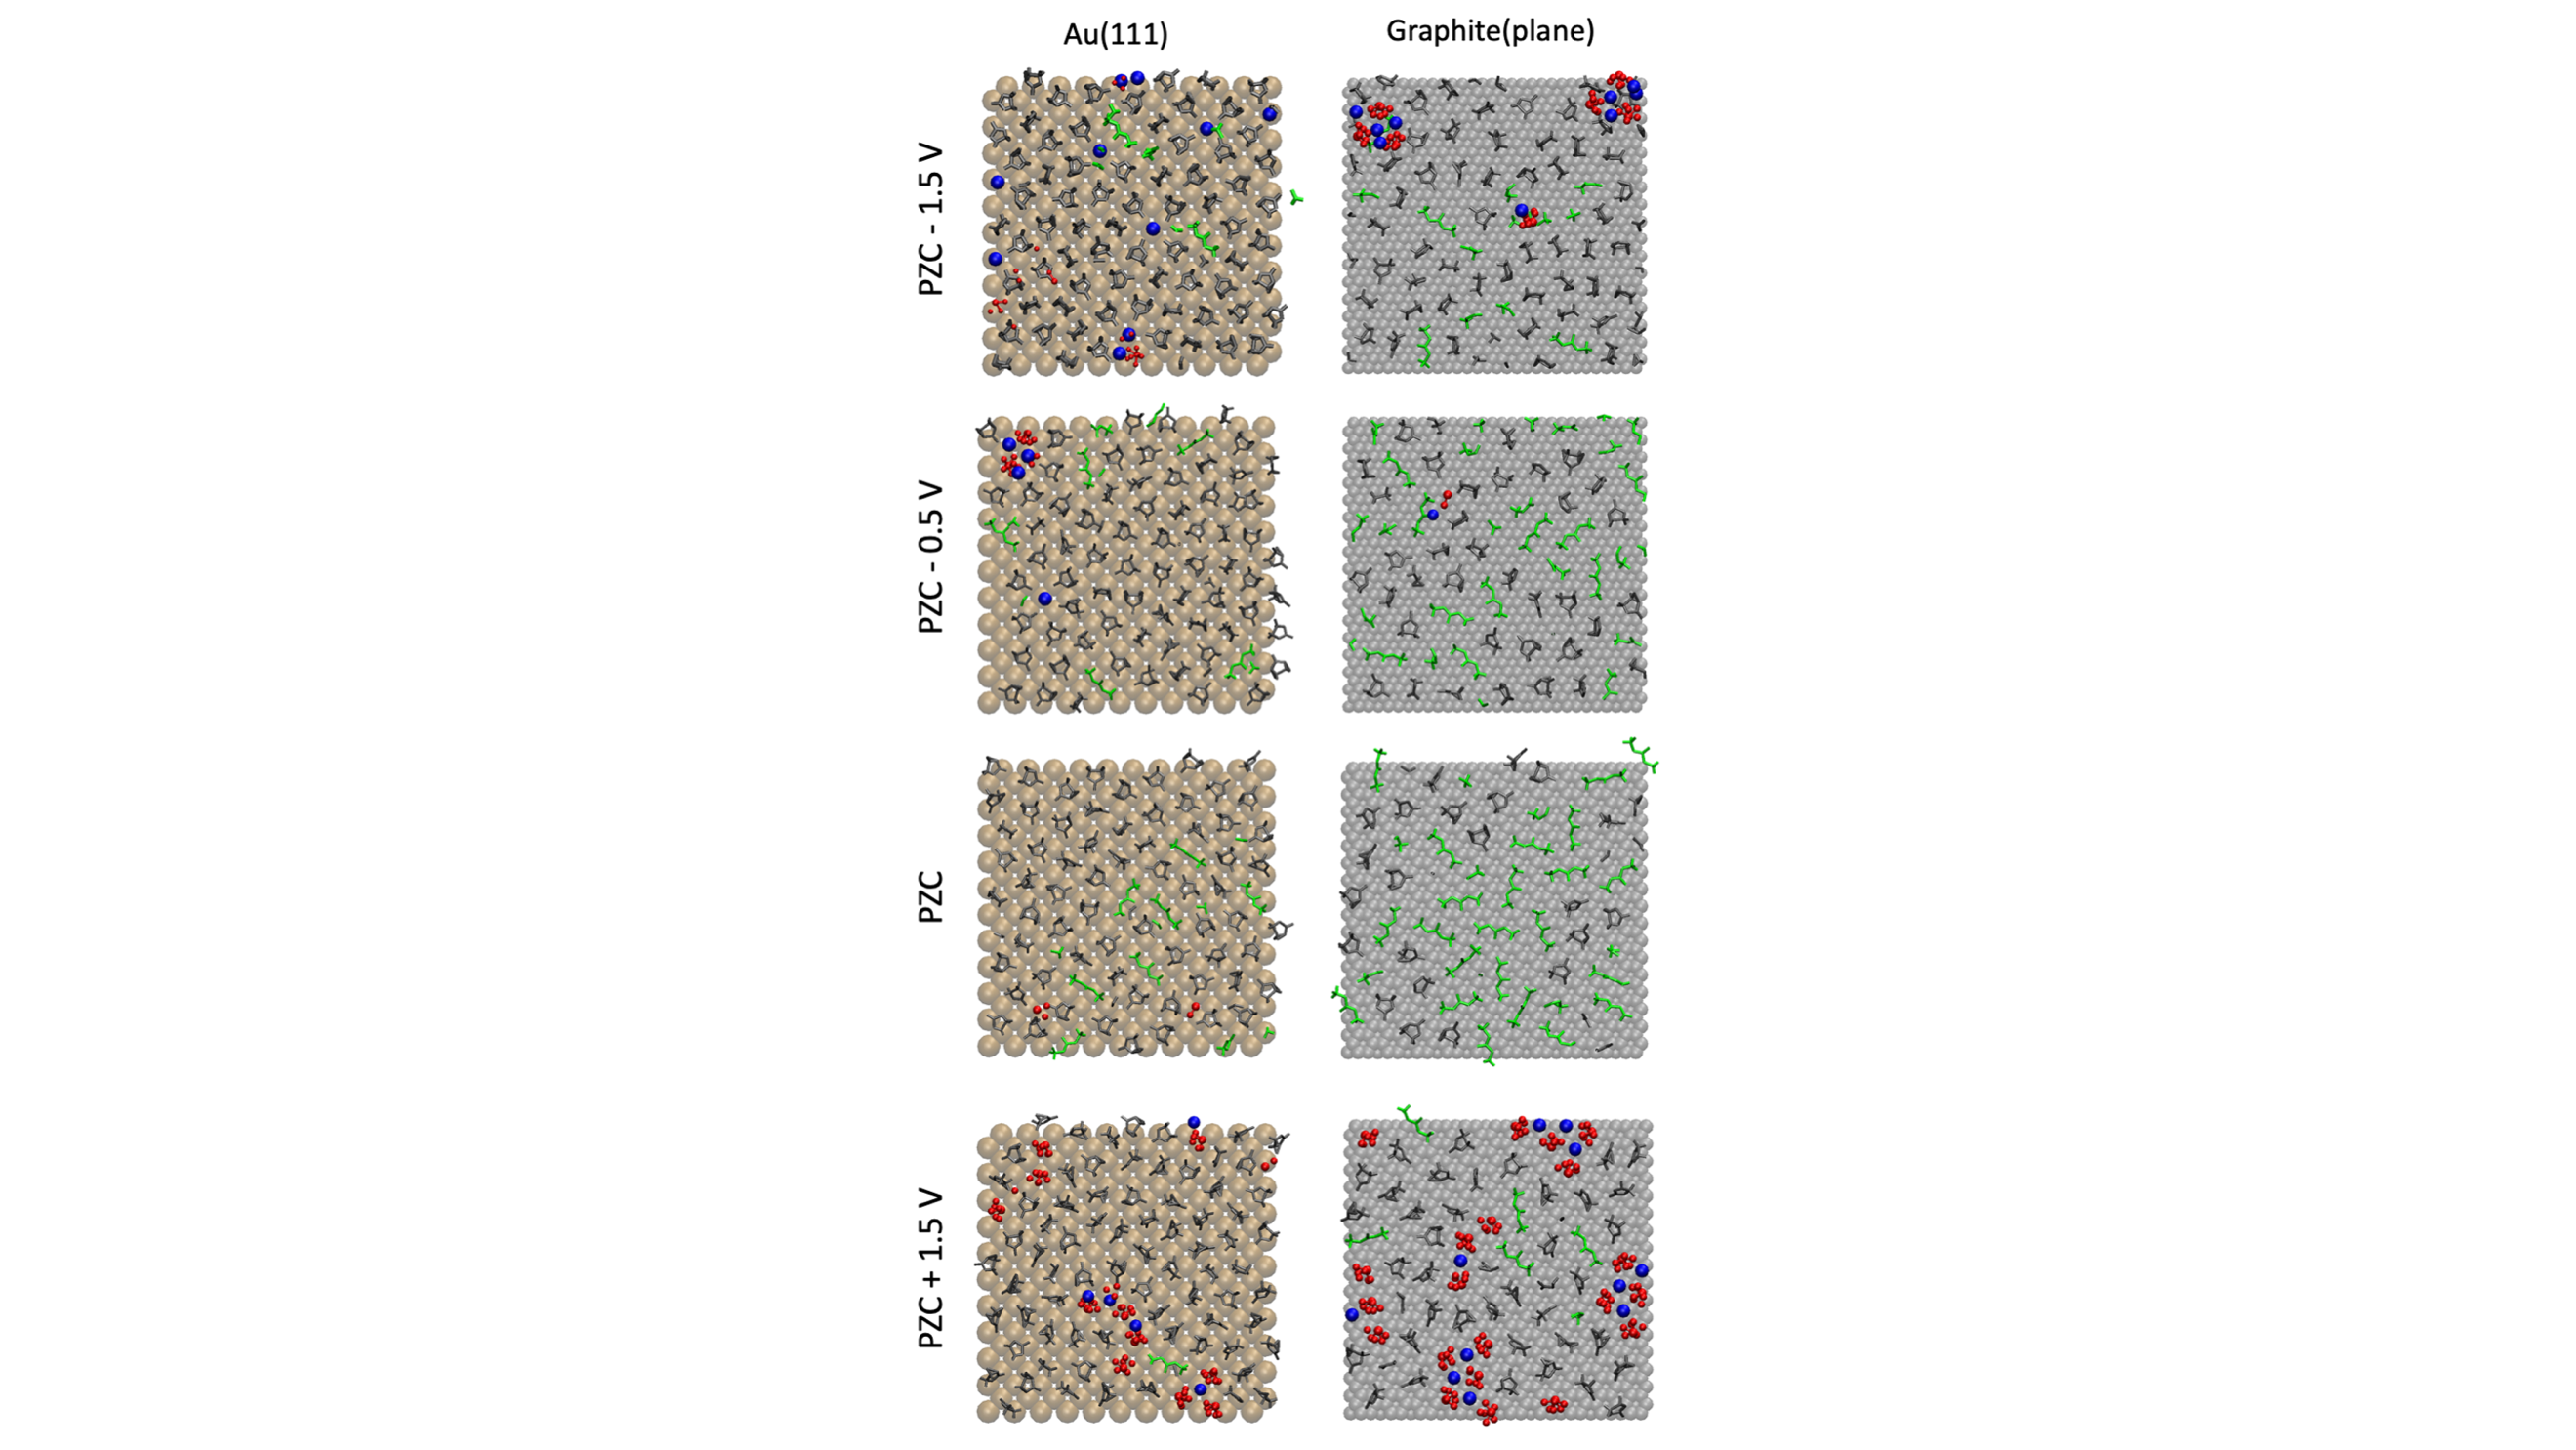 Au(111)
Graphite(plane)
PZC - 1.5 V
PZC - 0.5 V
PZC
PZC + 1.5 V